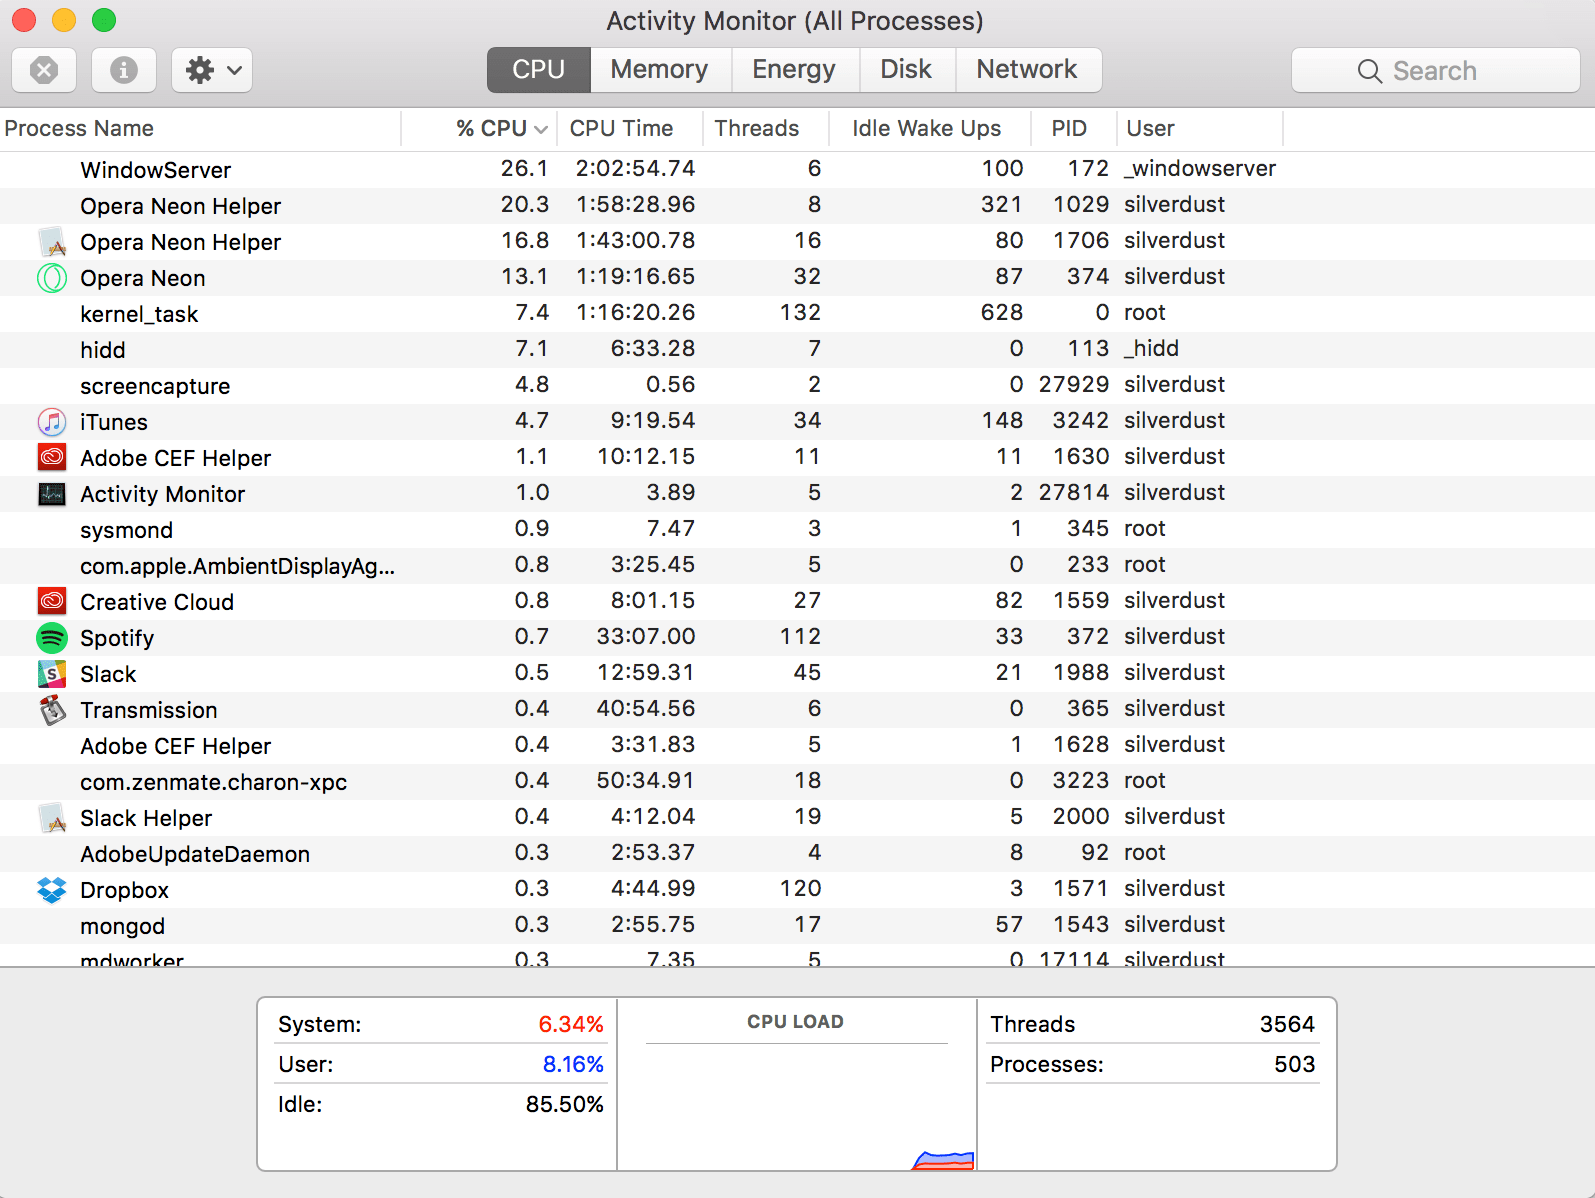 Activity Monitor (All Processes)
CPU Memory Energy Disk Network Search
Process Name % CPU CPU Time Threads Idle Wake Ups PID User
WindowServer 26.1 2:02:54.74 6 100 172 _windowserver
Opera Neon Helper 20.3 1:58:28.96 8 321 1029 silverdust
Opera Neon Helper 16.8 1:43:00.78 16 80 1706 silverdust
Opera Neon 13.1 1:19:16.65 32 87 374 silverdust
kernel_task 7.4 1:16:20.26 132 628 0 root
hidd 7.1 6:33.28 7 0 113 _hidd
screencapture 4.8 0.56 2 0 27929 silverdust
iTunes 4.7 9:19.54 34 148 3242 silverdust
Adobe CEF Helper 1.1 10:12.15 11 11 1630 silverdust
Activity Monitor 1.0 3.89 5 2 27814 silverdust
sysmond 0.9 7.47 3 1 345 root
com.apple.AmbientDisplayAg... 0.8 3:25.45 5 0 233 root
Creative Cloud 0.8 8:01.15 27 82 1559 silverdust
Spotify 0.7 33:07.00 112 33 372 silverdust
Slack 0.5 12:59.31 45 21 1988 silverdust
Transmission 0.4 40:54.56 6 0 365 silverdust
Adobe CEF Helper 0.4 3:31.83 5 1 1628 silverdust
com.zenmate.charon-xpc 0.4 50:34.91 18 0 3223 root
Slack Helper 0.4 4:12.04 19 5 2000 silverdust
AdobeUpdateDaemon 0.3 2:53.37 4 8 92 root
Dropbox 0.3 4:44.99 120 3 1571 silverdust
mongod 0.3 2:55.75 17 57 1543 silverdust
mdworker 0.3 7.35 5 0 17114 silverdust
System: 6.34% CPU LOAD Threads 3564
User: 8.16% Processes: 503
Idle: 85.50%